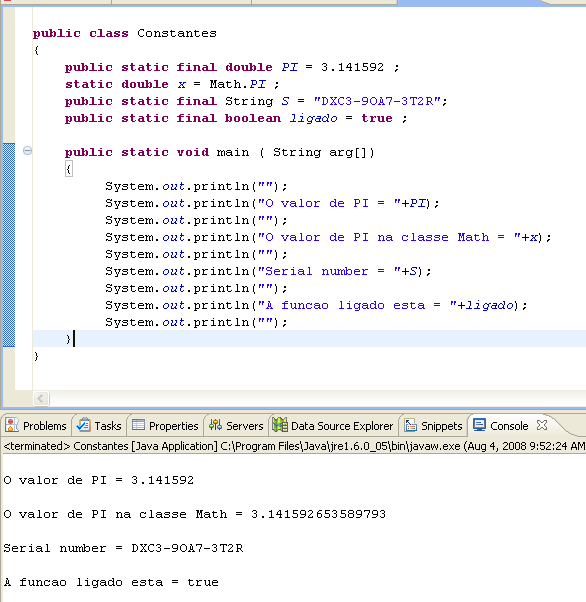 public class Constantes
{
public static final double PI = 3.141592 ;
static double x = Math.PI ;
public static final String S = "DXC3-9OA7-3T2R";
public static final boolean ligado = true ;
public static void main ( String arg[])
{
System.out.println("");
System.out.println("O valor de PI = "+PI);
System.out.println("");
System.out.println("O valor de PI na classe Math = "+x);
System.out.println("");
System.out.println("Serial number = "+S);
System.out.println("");
System.out.println("A funcao ligado esta = "+ligado);
System.out.println("");
}
}
Problems Tasks Properties Servers Data Source Explorer Snippets Console
<terminated> Constantes [Java Application] C:\Program Files\Java\jre1.6.0_05\bin\javaw.exe (Aug 4, 2008 9:52:24 AM
O valor de PI = 3.141592
O valor de PI na classe Math = 3.141592653589793
Serial number = DXC3-9OA7-3T2R
A funcao ligado esta = true